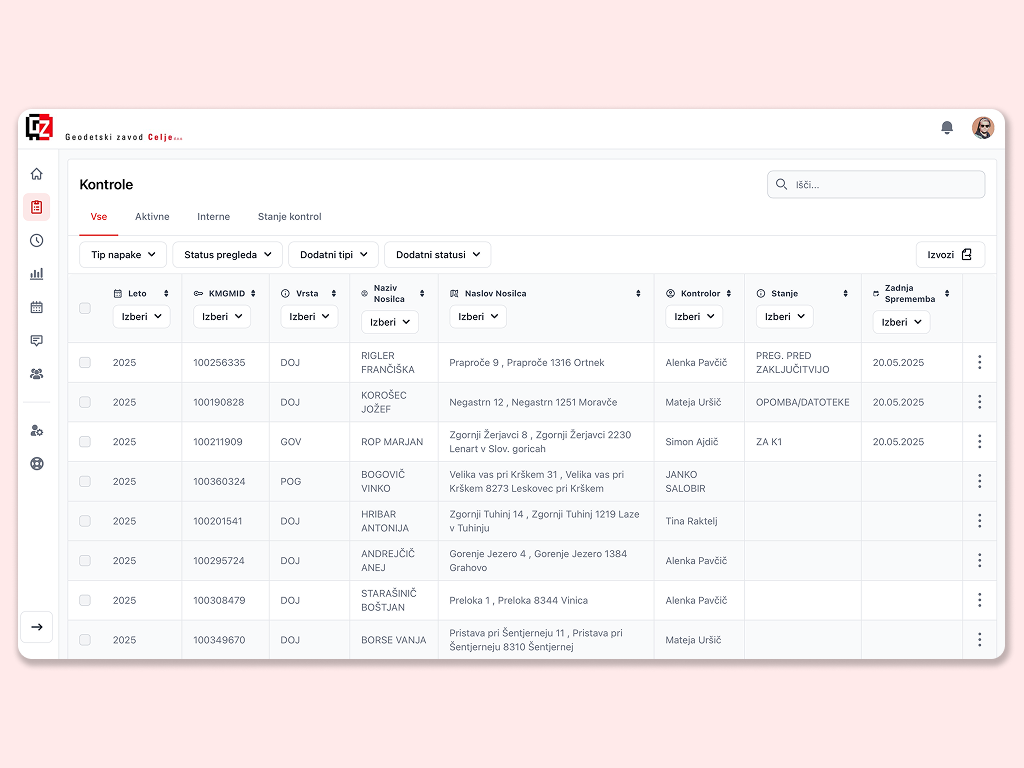 GZ
Geodetski zavod Celje
Kontrole
Išči...
Vse Aktivne Interne Stanje kontrol
Tip napake Status pregleda Dodatni tipi Dodatni statusi Izvozi
Leto KMGMID Vrsta Naziv Nosilca Naslov Nosilca Kontrolor Stanje Zadnja Sprememba
Izberi Izberi Izberi Izberi Izberi Izberi Izberi Izberi
2025 100256335 DOJ RIGLER FRANČIŠKA Praproče 9 , Praproče 1316 Ortnek Alenka Pavčič PREG. PRED ZAKLJUČITVIJO 20.05.2025
2025 100190828 DOJ KOROŠEC JOŽEF Negastrn 12 , Negastrn 1251 Moravče Mateja Uršič OPOMBA/DATOTEKE 20.05.2025
2025 100211909 GOV ROP MARJAN Zgornji Žerjavci 8 , Zgornji Žerjavci 2230 Lenart v Slov. goricah Simon Ajdič ZA K1 20.05.2025
2025 100360324 POG BOGOVIČ VINKO Velika vas pri Krškem 31 , Velika vas pri Krškem 8273 Leskovec pri Krškem JANKO SALOBIR
2025 100201541 DOJ HRIBAR ANTONIJA Zgornji Tuhinj 14 , Zgornji Tuhinj 1219 Laze v Tuhinju Tina Raktelj
2025 100295724 DOJ ANDREJČIČ ANEJ Gorenje Jezero 4 , Gorenje Jezero 1384 Grahovo Alenka Pavčič
2025 100308479 DOJ STARAŠINIČ BOŠTJAN Preloka 1 , Preloka 8344 Vinica Alenka Pavčič
2025 100349670 DOJ BORSE VANJA Pristava pri Šentjerneju 11 , Pristava pri Šentjerneju 8310 Šentjernej Mateja Uršič